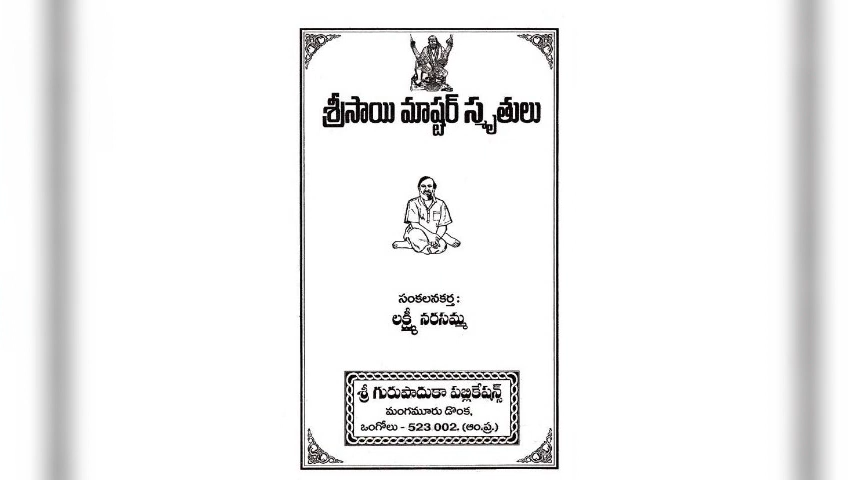 శ్రీసాయి మాష్టర్ స్మృతులు
సంకలనకర్త :
లక్ష్మీ నరసమ్మ
శ్రీ గురుపాదుకా పబ్లికేషన్స్
మంగమూరు డొంక,
ఒంగోలు - 523 002. (ఆం.ప్ర.)